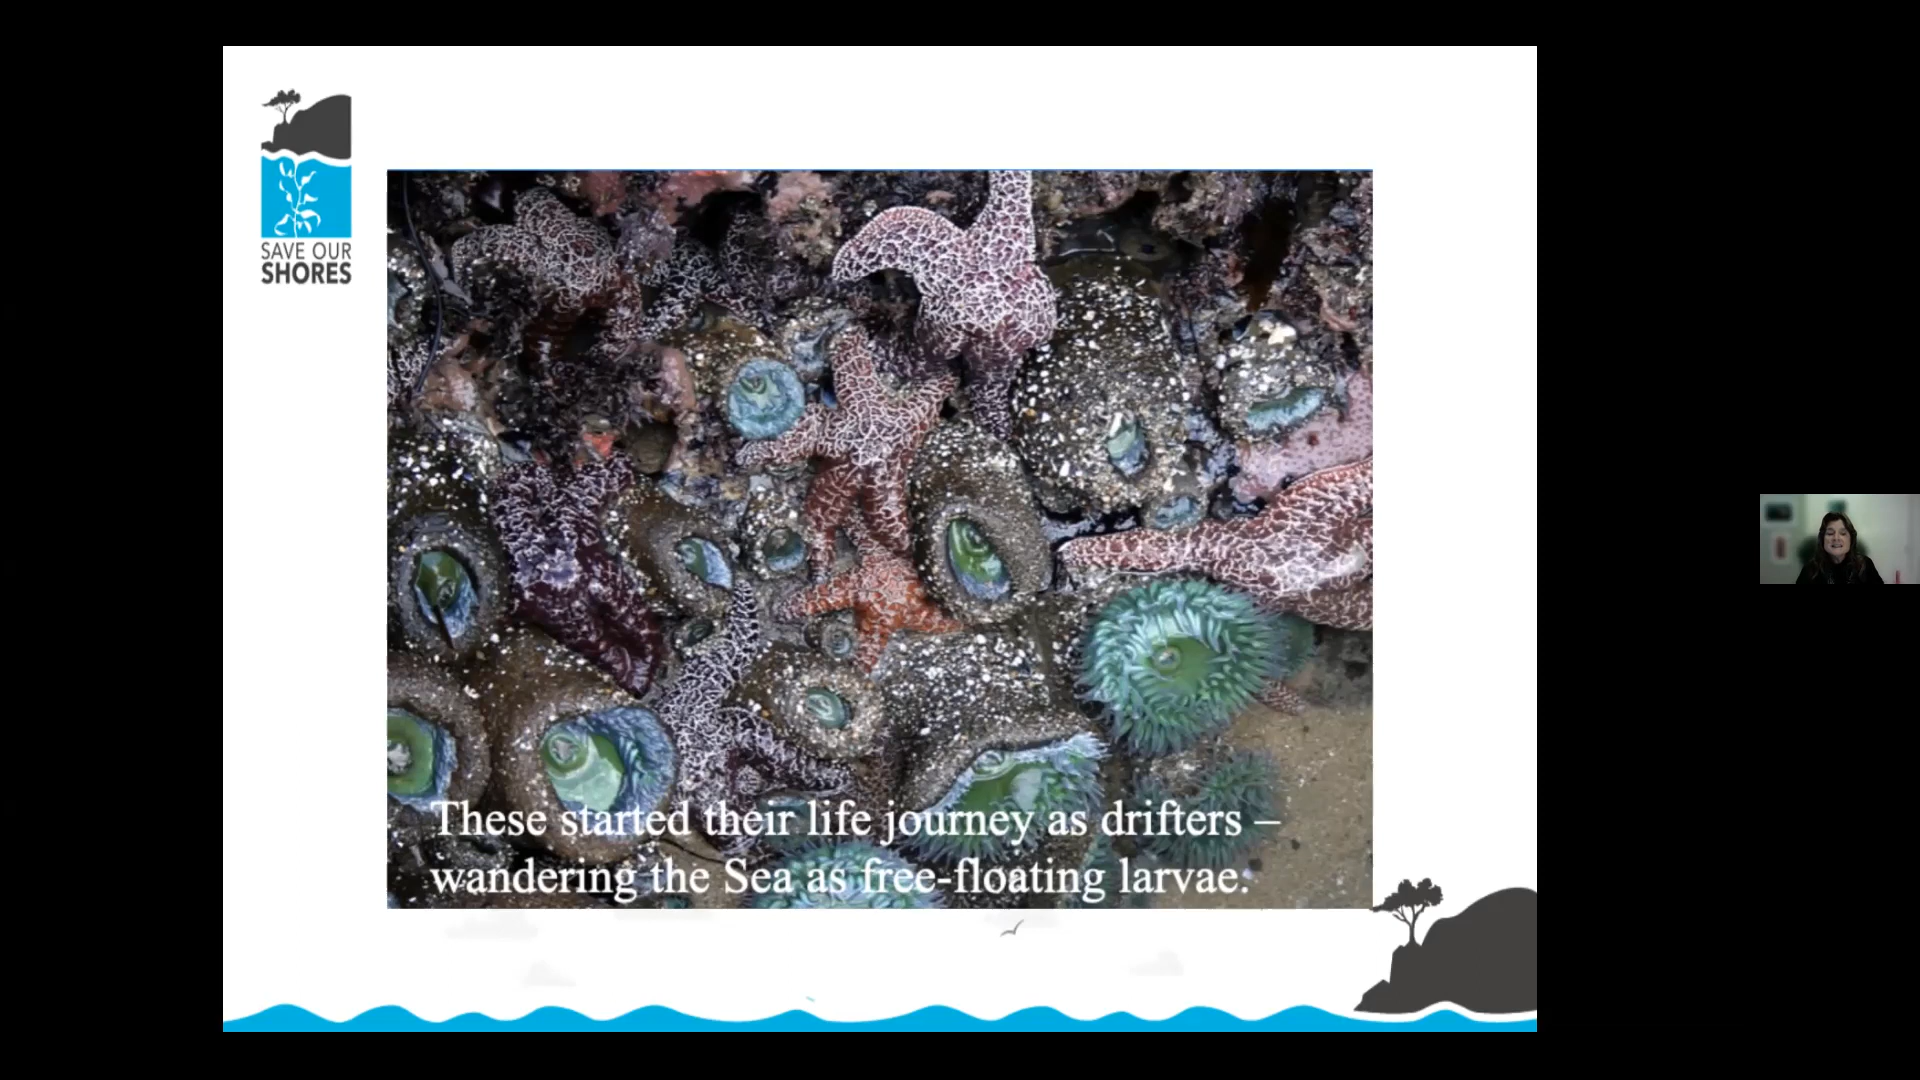 SAVE OUR
SHORES
These started their life journey as drifters –
wandering the Sea as free-floating larvae.